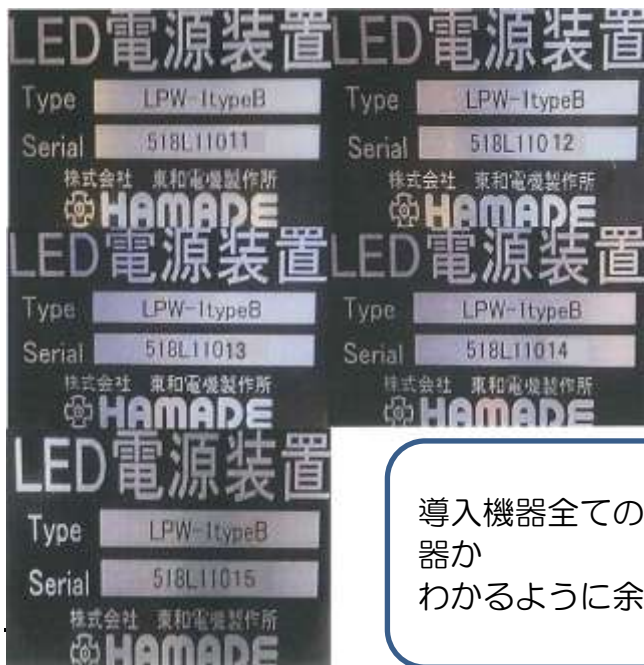 LED電源装置
Type LPW-1typeB
Serial 518L11011
株式会社 東和電機製作所
HAMADE
LED電源装置
Type LPW-1typeB
Serial 518L11012
株式会社 東和電機製作所
HAMADE
LED電源装置
Type LPW-1typeB
Serial 518L11013
株式会社 東和電機製作所
HAMADE
LED電源装置
Type LPW-1typeB
Serial 518L11014
株式会社 東和電機製作所
HAMADE
LED電源装置
Type LPW-1typeB
Serial 518L11015
株式会社 東和電機製作所
HAMADE
導入機器全ての
器か
わかるように余